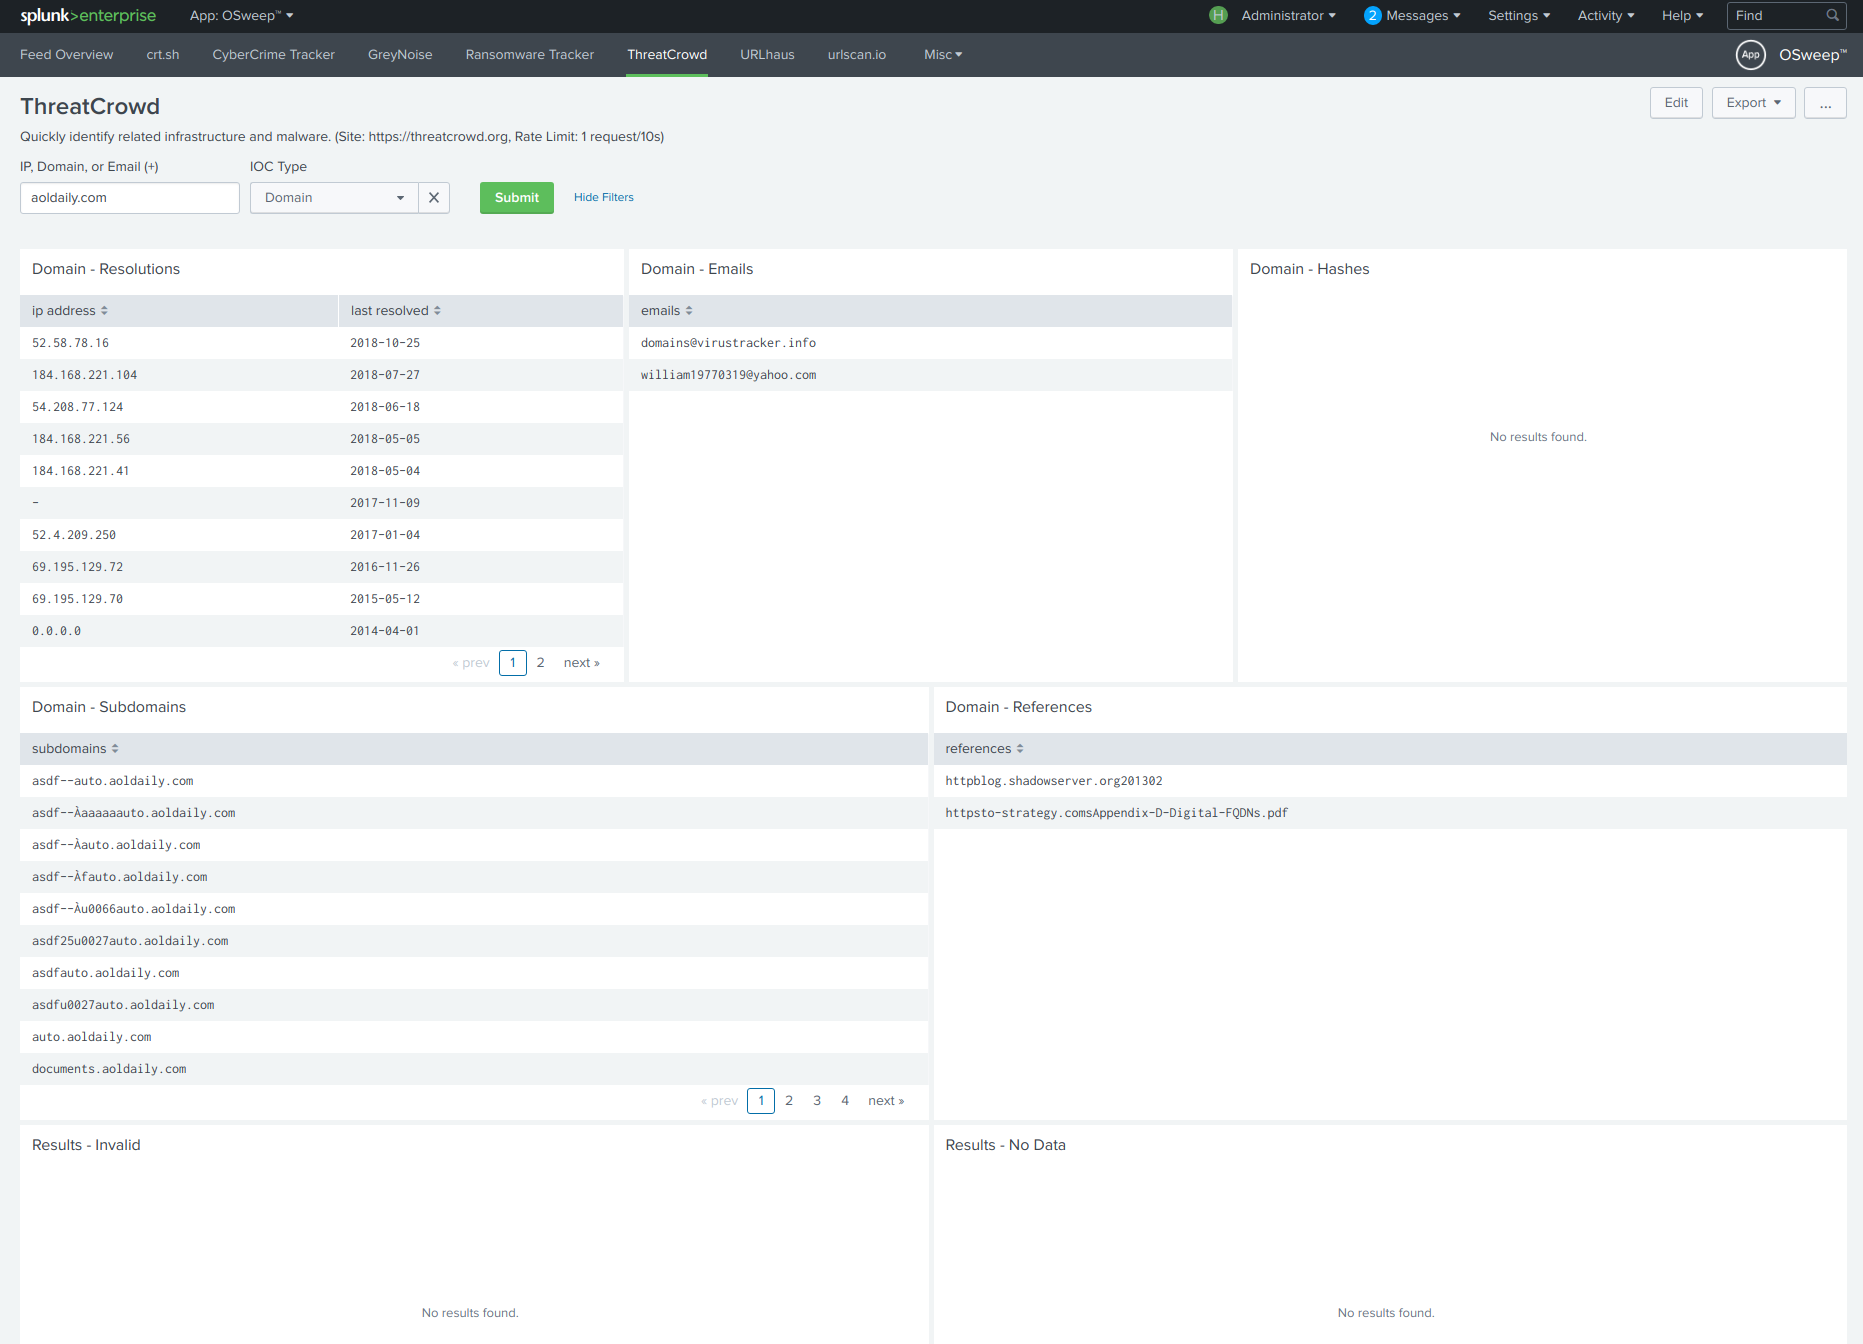 splunk>enterprise App: OSweep™ H Administrator 2 Messages Settings Activity Help Find
Feed Overview crt.sh CyberCrime Tracker GreyNoise Ransomware Tracker ThreatCrowd URLhaus urlscan.io Misc App OSweep™
ThreatCrowd Edit Export ...
Quickly identify related infrastructure and malware. (Site: https://threatcrowd.org, Rate Limit: 1 request/10s)
IP, Domain, or Email (+) IOC Type
aoldaily.com Domain Submit Hide Filters
Domain - Resolutions
ip address last resolved
52.58.78.16 2018-10-25
184.168.221.104 2018-07-27
54.208.77.124 2018-06-18
184.168.221.56 2018-05-05
184.168.221.41 2018-05-04
- 2017-11-09
52.4.209.250 2017-01-04
69.195.129.72 2016-11-26
69.195.129.70 2015-05-12
0.0.0.0 2014-04-01
« prev 1 2 next »
Domain - Emails
emails
domains@virustracker.info
william19770319@yahoo.com
Domain - Hashes
No results found.
Domain - Subdomains
subdomains
asdf--auto.aoldaily.com
asdf--Àaaaaaauto.aoldaily.com
asdf--Àauto.aoldaily.com
asdf--Àfauto.aoldaily.com
asdf--Àu0066auto.aoldaily.com
asdf25u0027auto.aoldaily.com
asdfauto.aoldaily.com
asdfu0027auto.aoldaily.com
auto.aoldaily.com
documents.aoldaily.com
« prev 1 2 3 4 next »
Domain - References
references
httpblog.shadowserver.org201302
httpsto-strategy.comsAppendix-D-Digital-FQDNs.pdf
Results - Invalid
No results found.
Results - No Data
No results found.